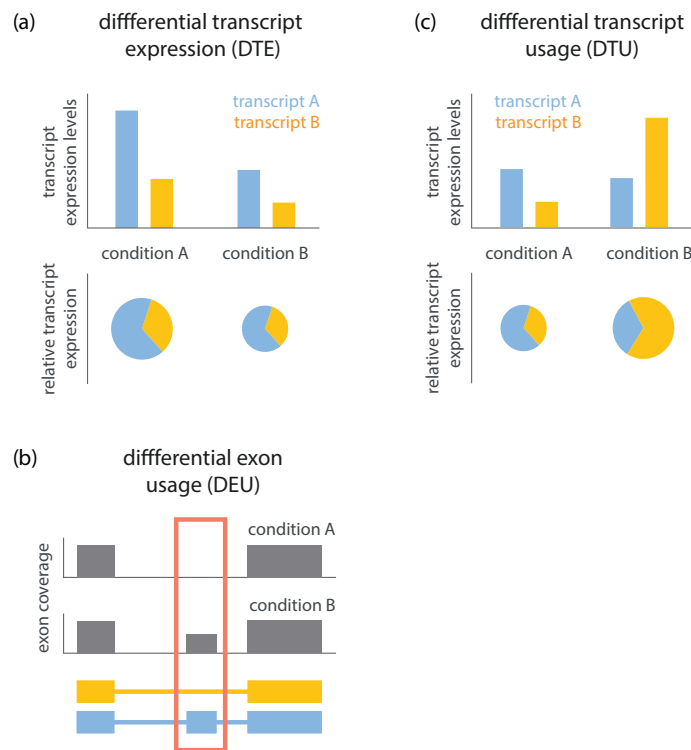 (a)
diffferential transcript
expression (DTE)
transcript
expression levels
transcript A
transcript B
condition A
condition B
relative transcript
expression
(c)
diffferential transcript
usage (DTU)
transcript
expression levels
transcript A
transcript B
condition A
condition B
relative transcript
expression
(b)
diffferential exon
usage (DEU)
exon coverage
condition A
condition B